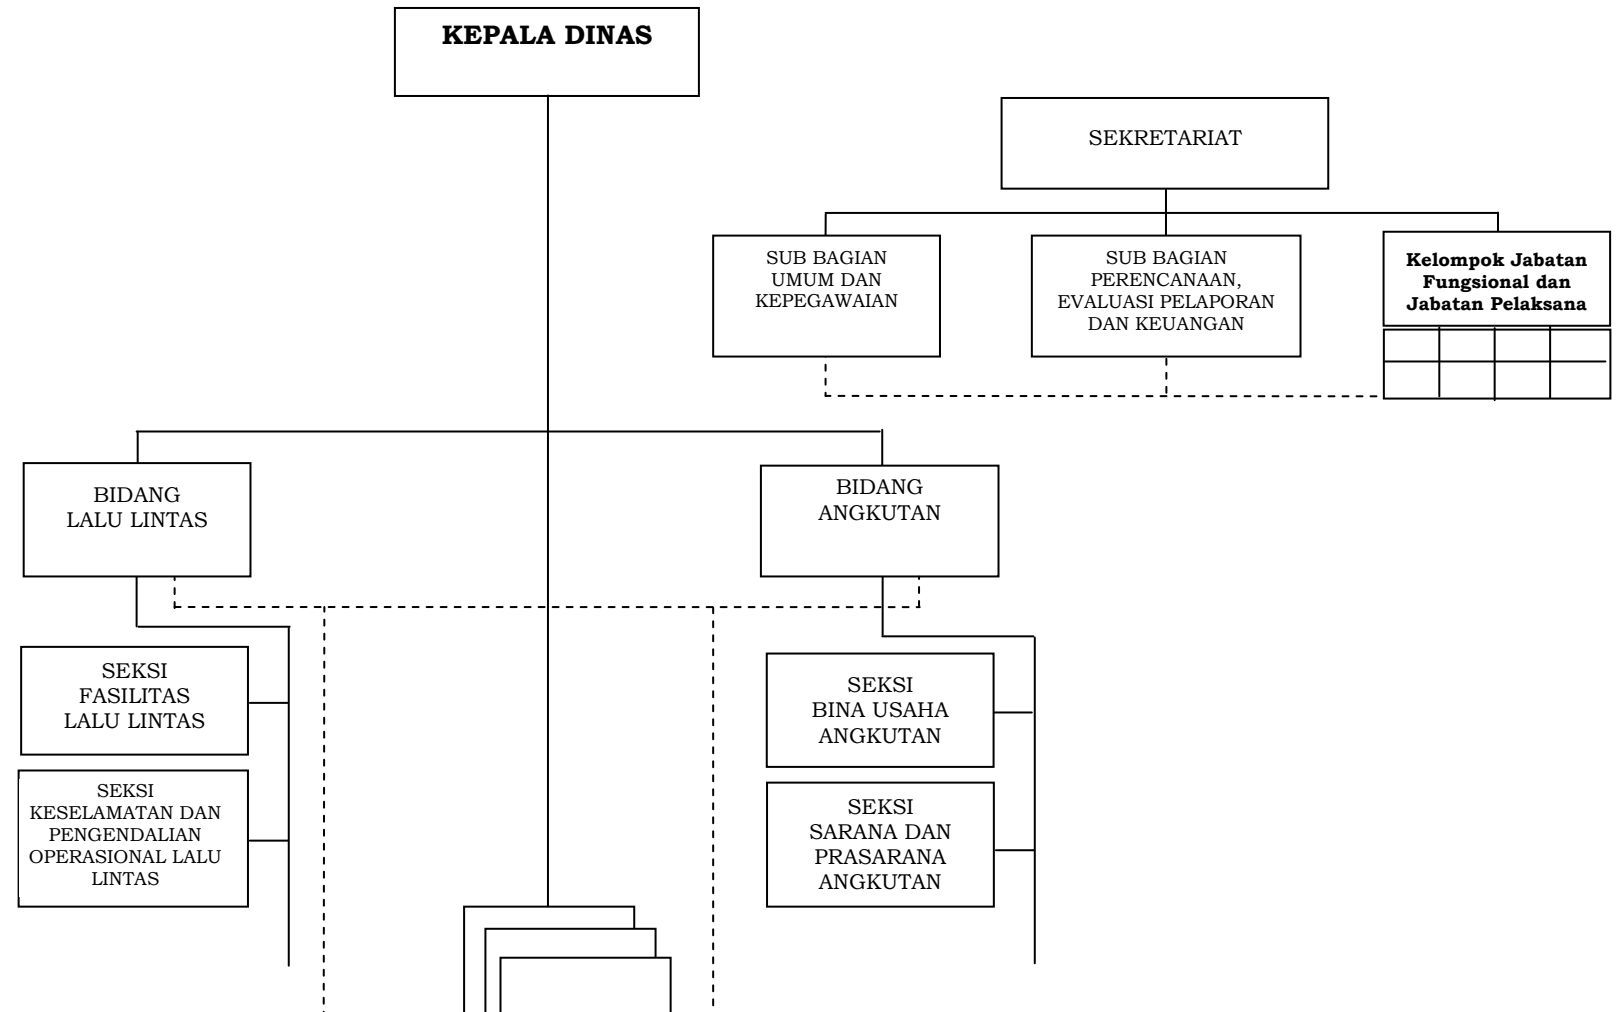 KEPALA DINAS
SEKRETARIAT
SUB BAGIAN
UMUM DAN
KEPEGAWAIAN
SUB BAGIAN
PERENCANAAN,
EVALUASI PELAPORAN
DAN KEUANGAN
Kelompok Jabatan
Fungsional dan
Jabatan Pelaksana
BIDANG
LALU LINTAS
BIDANG
ANGKUTAN
SEKSI
FASILITAS
LALU LINTAS
SEKSI
KESELAMATAN DAN
PENGENDALIAN
OPERASIONAL LALU
LINTAS
SEKSI
BINA USAHA
ANGKUTAN
SEKSI
SARANA DAN
PRASARANA
ANGKUTAN